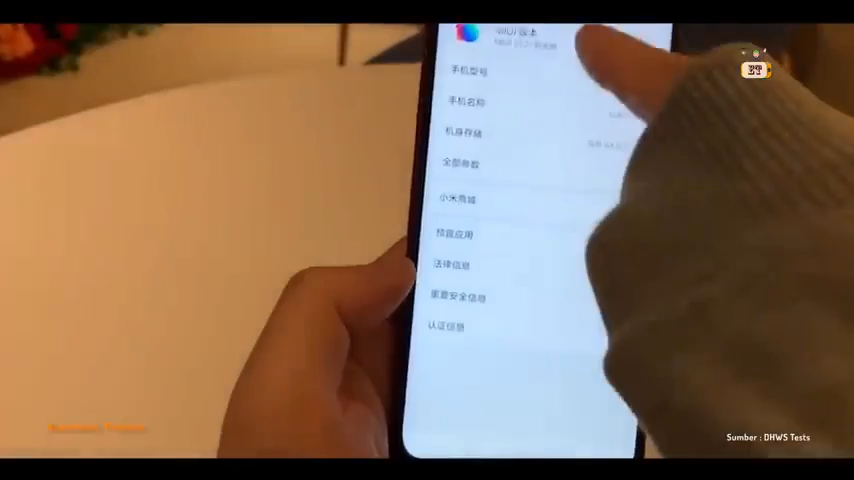 MIUI 版本
手机型号
手机名称
机身存储
全部参数
小米商城
预置应用
法律信息
重要安全信息
认证信息
ET
Sumber : DHWS Tests